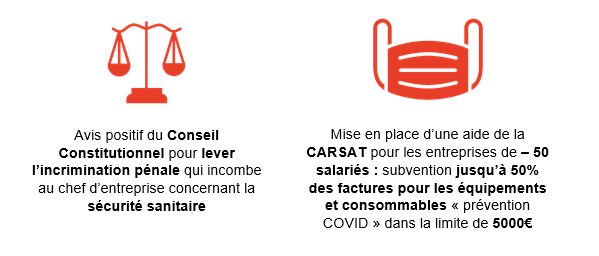 Avis positif du Conseil
Constitutionnel pour lever
l’incrimination pénale qui incombe
au chef d’entreprise concernant la
sécurité sanitaire
Mise en place d’une aide de la
CARSAT pour les entreprises de – 50
salariés : subvention jusqu’à 50%
des factures pour les équipements
et consommables « prévention
COVID » dans la limite de 5000€